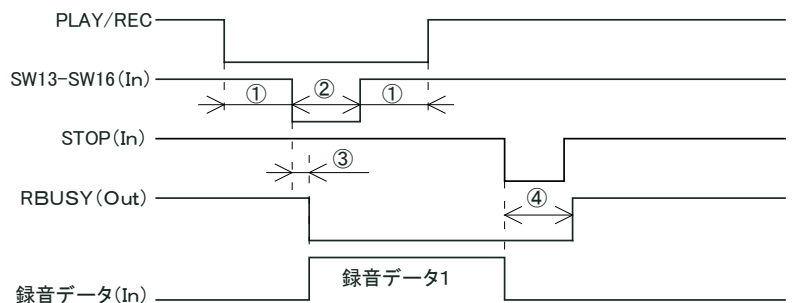 PLAY/REC
SW13-SW16(In)
① ② ①
STOP(In)
③
RBUSY(Out)
④
録音データ1
録音データ(In)